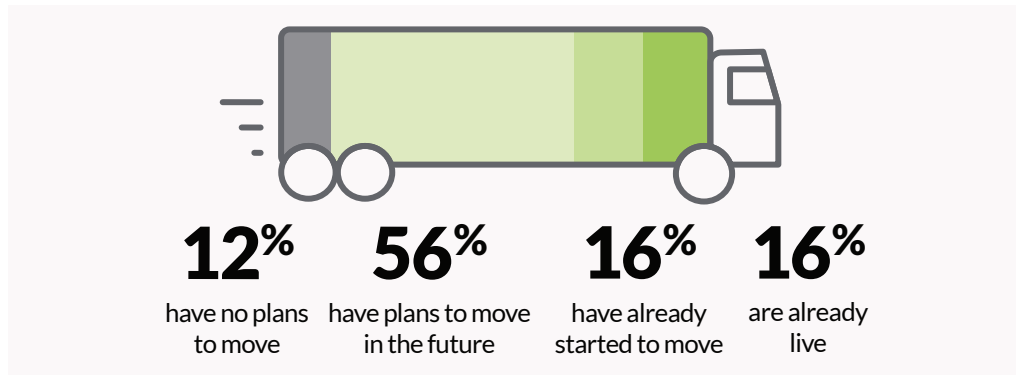 12%
have no plans
to move
56%
have plans to move
in the future
16%
have already
started to move
16%
are already
live